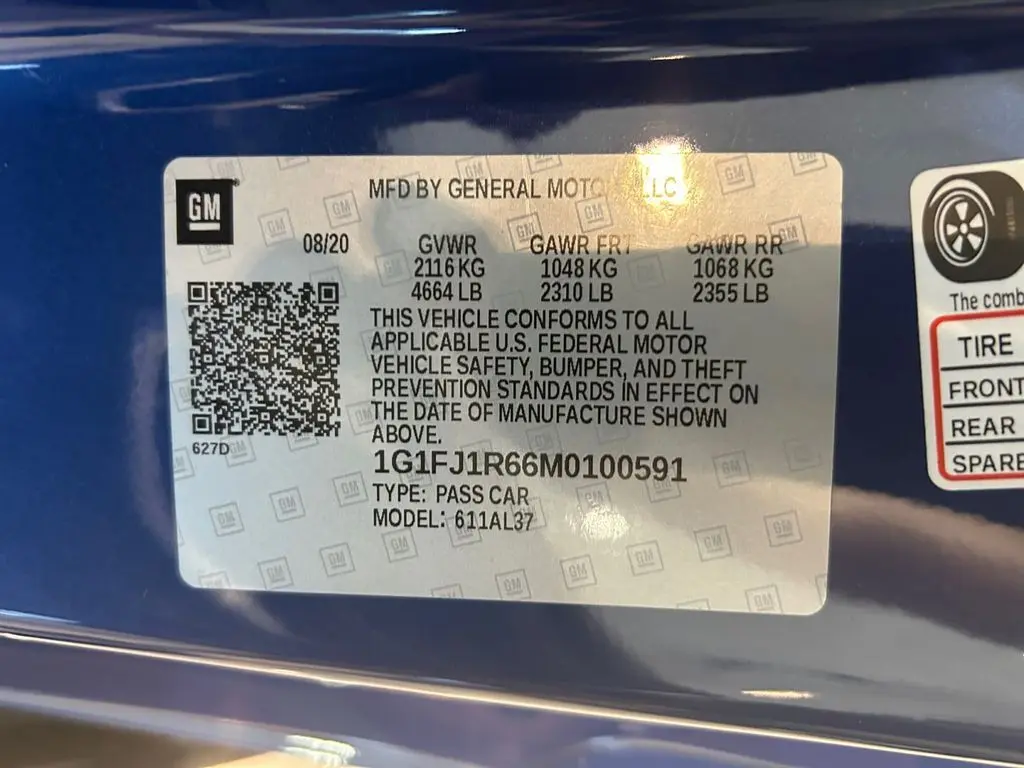 GM
MFD BY GENERAL MOTO LLC
08/20 GVWR GAWR FRT GAWR RR
2116 KG 1048 KG 1068 KG
4664 LB 2310 LB 2355 LB
THIS VEHICLE CONFORMS TO ALL
APPLICABLE U.S. FEDERAL MOTOR
VEHICLE SAFETY, BUMPER, AND THEFT
PREVENTION STANDARDS IN EFFECT ON
THE DATE OF MANUFACTURE SHOWN
ABOVE.
627D
1G1FJ1R66M0100591
TYPE: PASS CAR
MODEL: 611AL37
The comb
TIRE
FRONT
REAR
SPARE